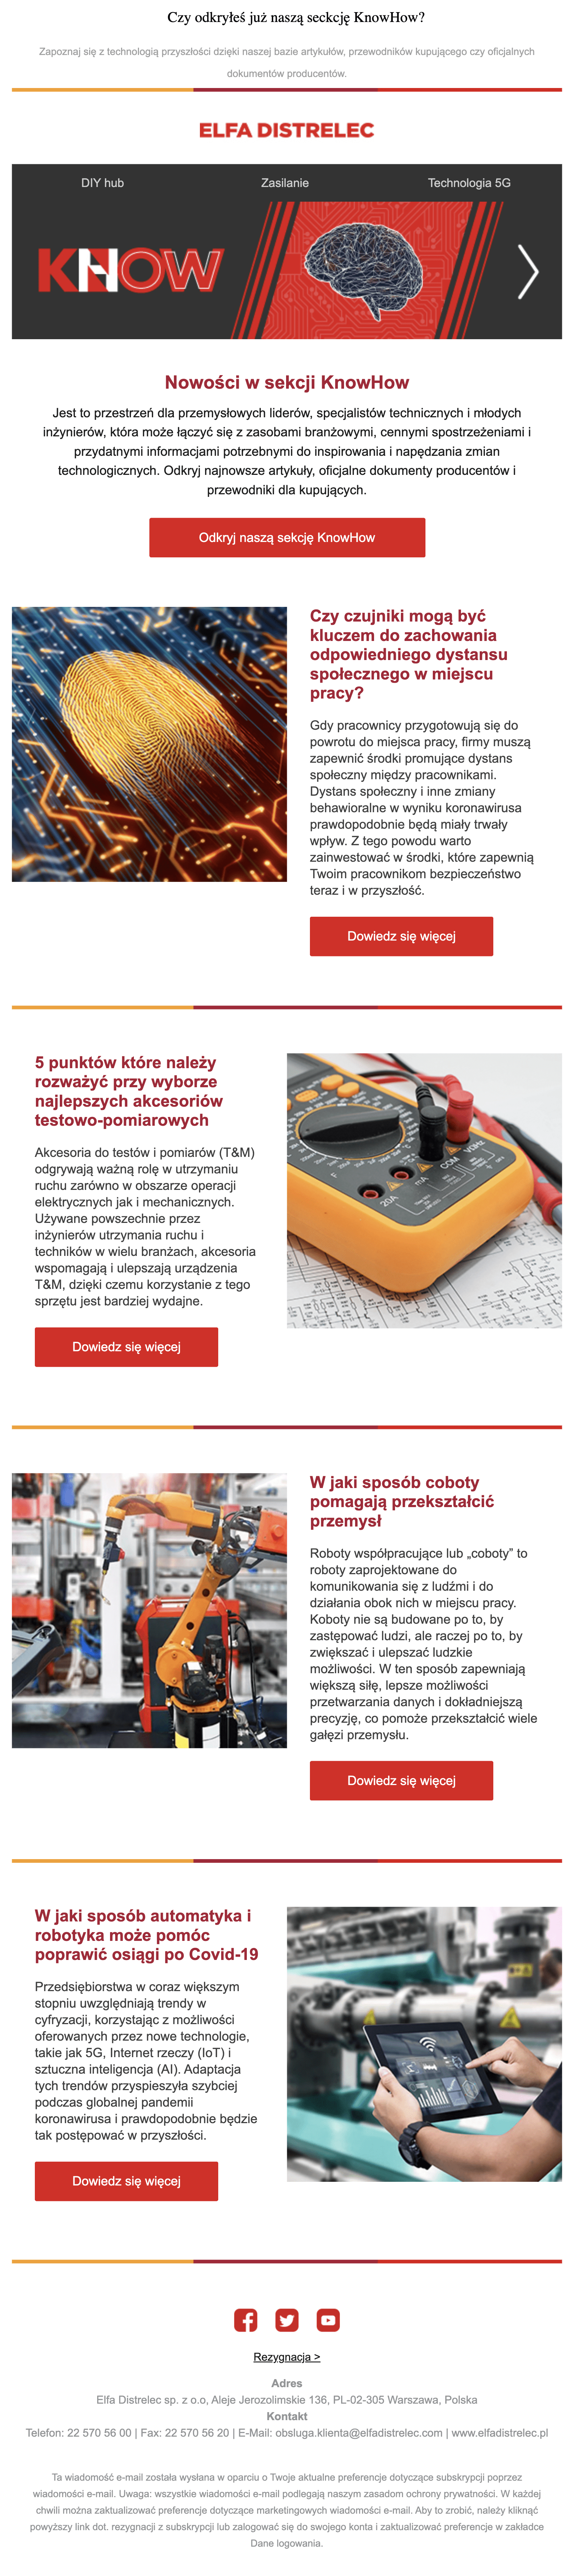 Czy odkryłeś już naszą seckcję KnowHow?
Zapoznaj się z technologią przyszłości dzięki naszej bazie artykułów, przewodników kupującego czy oficjalnych
dokumentów producentów.
ELFA DISTRELEC
DIY hub Zasilanie Technologia 5G
KNOW
Nowości w sekcji KnowHow
Jest to przestrzeń dla przemysłowych liderów, specjalistów technicznych i młodych
inżynierów, która może łączyć się z zasobami branżowymi, cennymi spostrzeżeniami i
przydatnymi informacjami potrzebnymi do inspirowania i napędzania zmian
technologicznych. Odkryj najnowsze artykuły, oficjalne dokumenty producentów i
przewodniki dla kupujących.
Odkryj naszą sekcję KnowHow
Czy czujniki mogą być
kluczem do zachowania
odpowiedniego dystansu
społecznego w miejscu
pracy?
Gdy pracownicy przygotowują się do
powrotu do miejsca pracy, firmy muszą
zapewnić środki promujące dystans
społeczny między pracownikami.
Dystans społeczny i inne zmiany
behawioralne w wyniku koronawirusa
prawdopodobnie będą miały trwały
wpływ. Z tego powodu warto
zainwestować w środki, które zapewnią
Twoim pracownikom bezpieczeństwo
teraz i w przyszłość.
Dowiedz się więcej
5 punktów które należy
rozważyć przy wyborze
najlepszych akcesoriów
testowo-pomiarowych
Akcesoria do testów i pomiarów (T&M)
odgrywają ważną rolę w utrzymaniu
ruchu zarówno w obszarze operacji
elektrycznych jak i mechanicznych.
Używane powszechnie przez
inżynierów utrzymania ruchu i
techników w wielu branżach, akcesoria
wspomagają i ulepszają urządzenia
T&M, dzięki czemu korzystanie z tego
sprzętu jest bardziej wydajne.
Dowiedz się więcej
F
20A
mA
COM
VΩHz
W jaki sposób coboty
pomagają przekształcić
przemysł
Roboty współpracujące lub „coboty” to
roboty zaprojektowane do
komunikowania się z ludźmi i do
działania obok nich w miejscu pracy.
Koboty nie są budowane po to, by
zastępować ludzi, ale raczej po to, by
zwiększać i ulepszać ludzkie
możliwości. W ten sposób zapewniają
większą siłę, lepsze możliwości
przetwarzania danych i dokładniejszą
precyzję, co pomoże przekształcić wiele
gałęzi przemysłu.
Dowiedz się więcej
W jaki sposób automatyka i
robotyka może pomóc
poprawić osiągi po Covid-19
Przedsiębiorstwa w coraz większym
stopniu uwzględniają trendy w
cyfryzacji, korzystając z możliwości
oferowanych przez nowe technologie,
takie jak 5G, Internet rzeczy (IoT) i
sztuczna inteligencja (AI). Adaptacja
tych trendów przyspieszyła szybciej
podczas globalnej pandemii
koronawirusa i prawdopodobnie będzie
tak postępować w przyszłości.
Dowiedz się więcej
Rezygnacja >
Adres
Elfa Distrelec sp. z o.o, Aleje Jerozolimskie 136, PL-02-305 Warszawa, Polska
Kontakt
Telefon: 22 570 56 00 | Fax: 22 570 56 20 | E-Mail: obsluga.klienta@elfadistrelec.com | www.elfadistrelec.pl
Ta wiadomość e-mail została wysłana w oparciu o Twoje aktualne preferencje dotyczące subskrypcji poprzez
wiadomości e-mail. Uwaga: wszystkie wiadomości e-mail podlegają naszym zasadom ochrony prywatności. W każdej
chwili można zaktualizować preferencje dotyczące marketingowych wiadomości e-mail. Aby to zrobić, należy kliknąć
powyższy link dot. rezygnacji z subskrypcji lub zalogować się do swojego konta i zaktualizować preferencje w zakładce
Dane logowania.